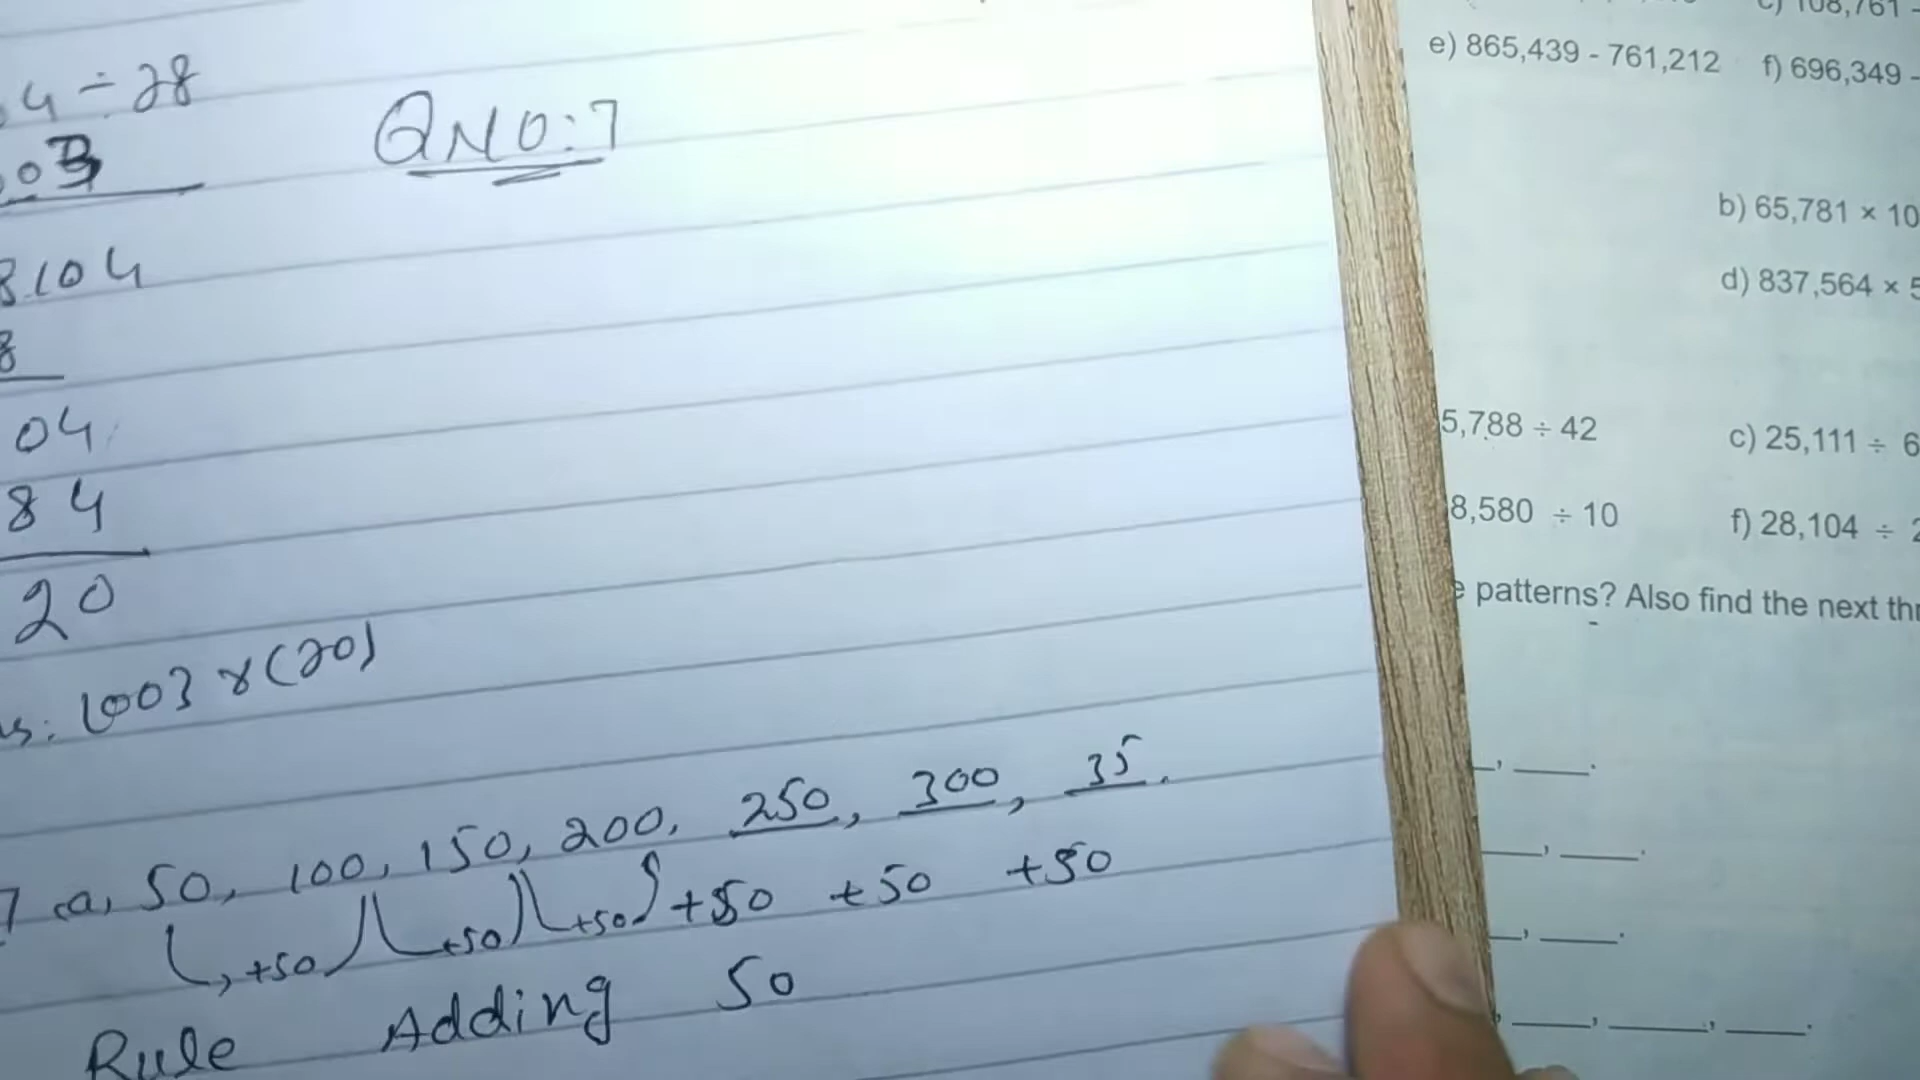 4 ÷ 28
03
QNO:7
8104
8
04
84
20
1003 r(20)
7 (a, 50, 100, 150, 200, 250, 300, 35.
+50 +50 +50 +50 +50 +50
Rule Adding 50
c) 108,761 -
e) 865,439 - 761,212 f) 696,349 -
b) 65,781 × 10
d) 837,564 × 5
5,788 ÷ 42 c) 25,111 ÷ 6
8,580 ÷ 10 f) 28,104 ÷ 2
patterns? Also find the next